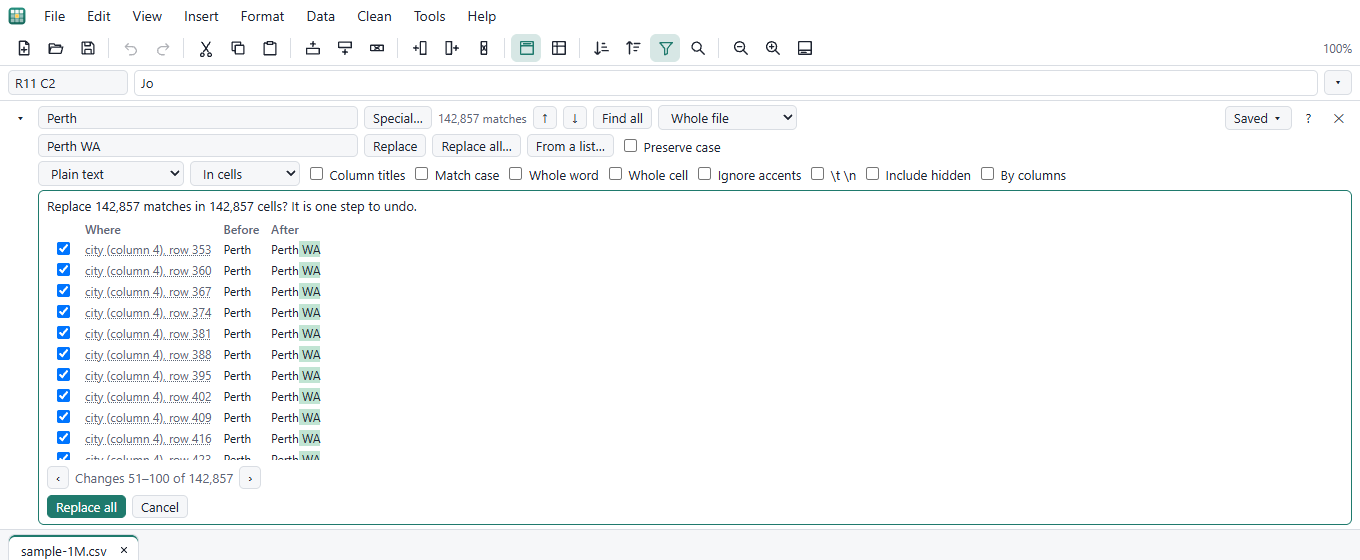 File Edit View Insert Format Data Clean Tools Help
100%
R11 C2 Jo
Perth Special... 142,857 matches ↑ ↓ Find all Whole file Saved ?
Perth WA Replace Replace all... From a list... Preserve case
Plain text In cells Column titles Match case Whole word Whole cell Ignore accents \t \n Include hidden By columns
Replace 142,857 matches in 142,857 cells? It is one step to undo.
Where Before After
city (column 4), row 353 Perth Perth WA
city (column 4), row 360 Perth Perth WA
city (column 4), row 367 Perth Perth WA
city (column 4), row 374 Perth Perth WA
city (column 4), row 381 Perth Perth WA
city (column 4), row 388 Perth Perth WA
city (column 4), row 395 Perth Perth WA
city (column 4), row 402 Perth Perth WA
city (column 4), row 409 Perth Perth WA
city (column 4), row 416 Perth Perth WA
city (column 4), row 423 Perth Perth WA
‹ Changes 51–100 of 142,857 ›
Replace all Cancel
sample-1M.csv ×